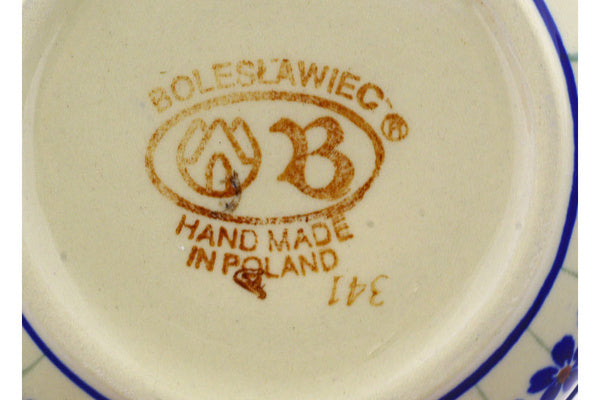 BOLESŁAWIEC ®
B
HAND MADE
IN POLAND
341